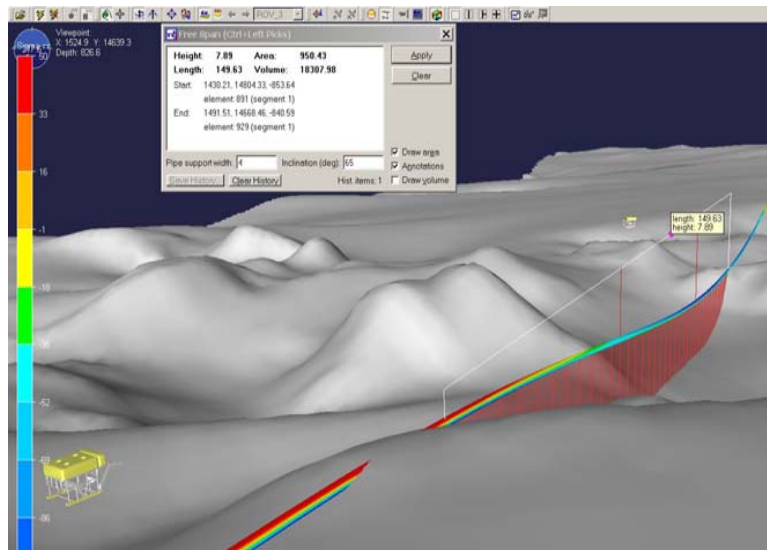 ROV_3
Viewpoint:
X: 1524.9 Y: 14639.3
Depth: 826.6
Free Span (Ctrl+Left Picks)
Height: 7.89 Area: 950.43
Length: 149.63 Volume: 18307.98
Start: 1430.21, 14804.33, -853.64
element: 891 (segment 1)
End: 1491.51, 14668.46, -840.59
element: 929 (segment 1)
Apply
Clear
Draw area
Annotations
Draw volume
Pipe support width: 4 Inclination (deg): 65
Save History... Clear History Hist items: 1
50
33
16
-1
-18
-52
-69
-86
length: 149.63
height: 7.89